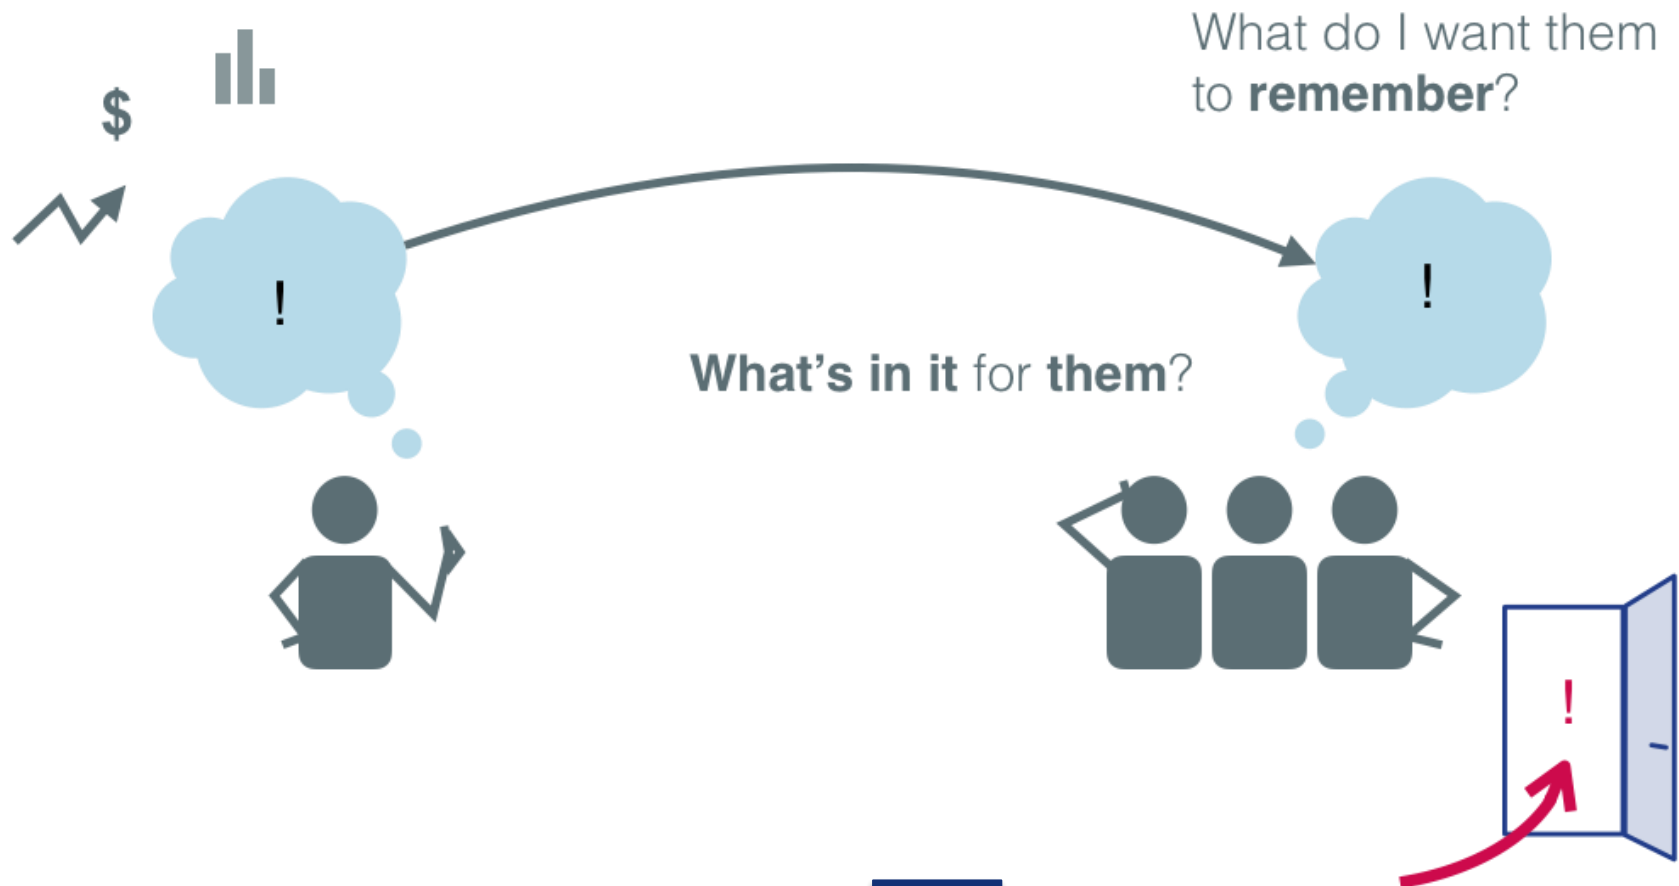 What do I want them
to remember?
$
!
!
What's in it for them?
!